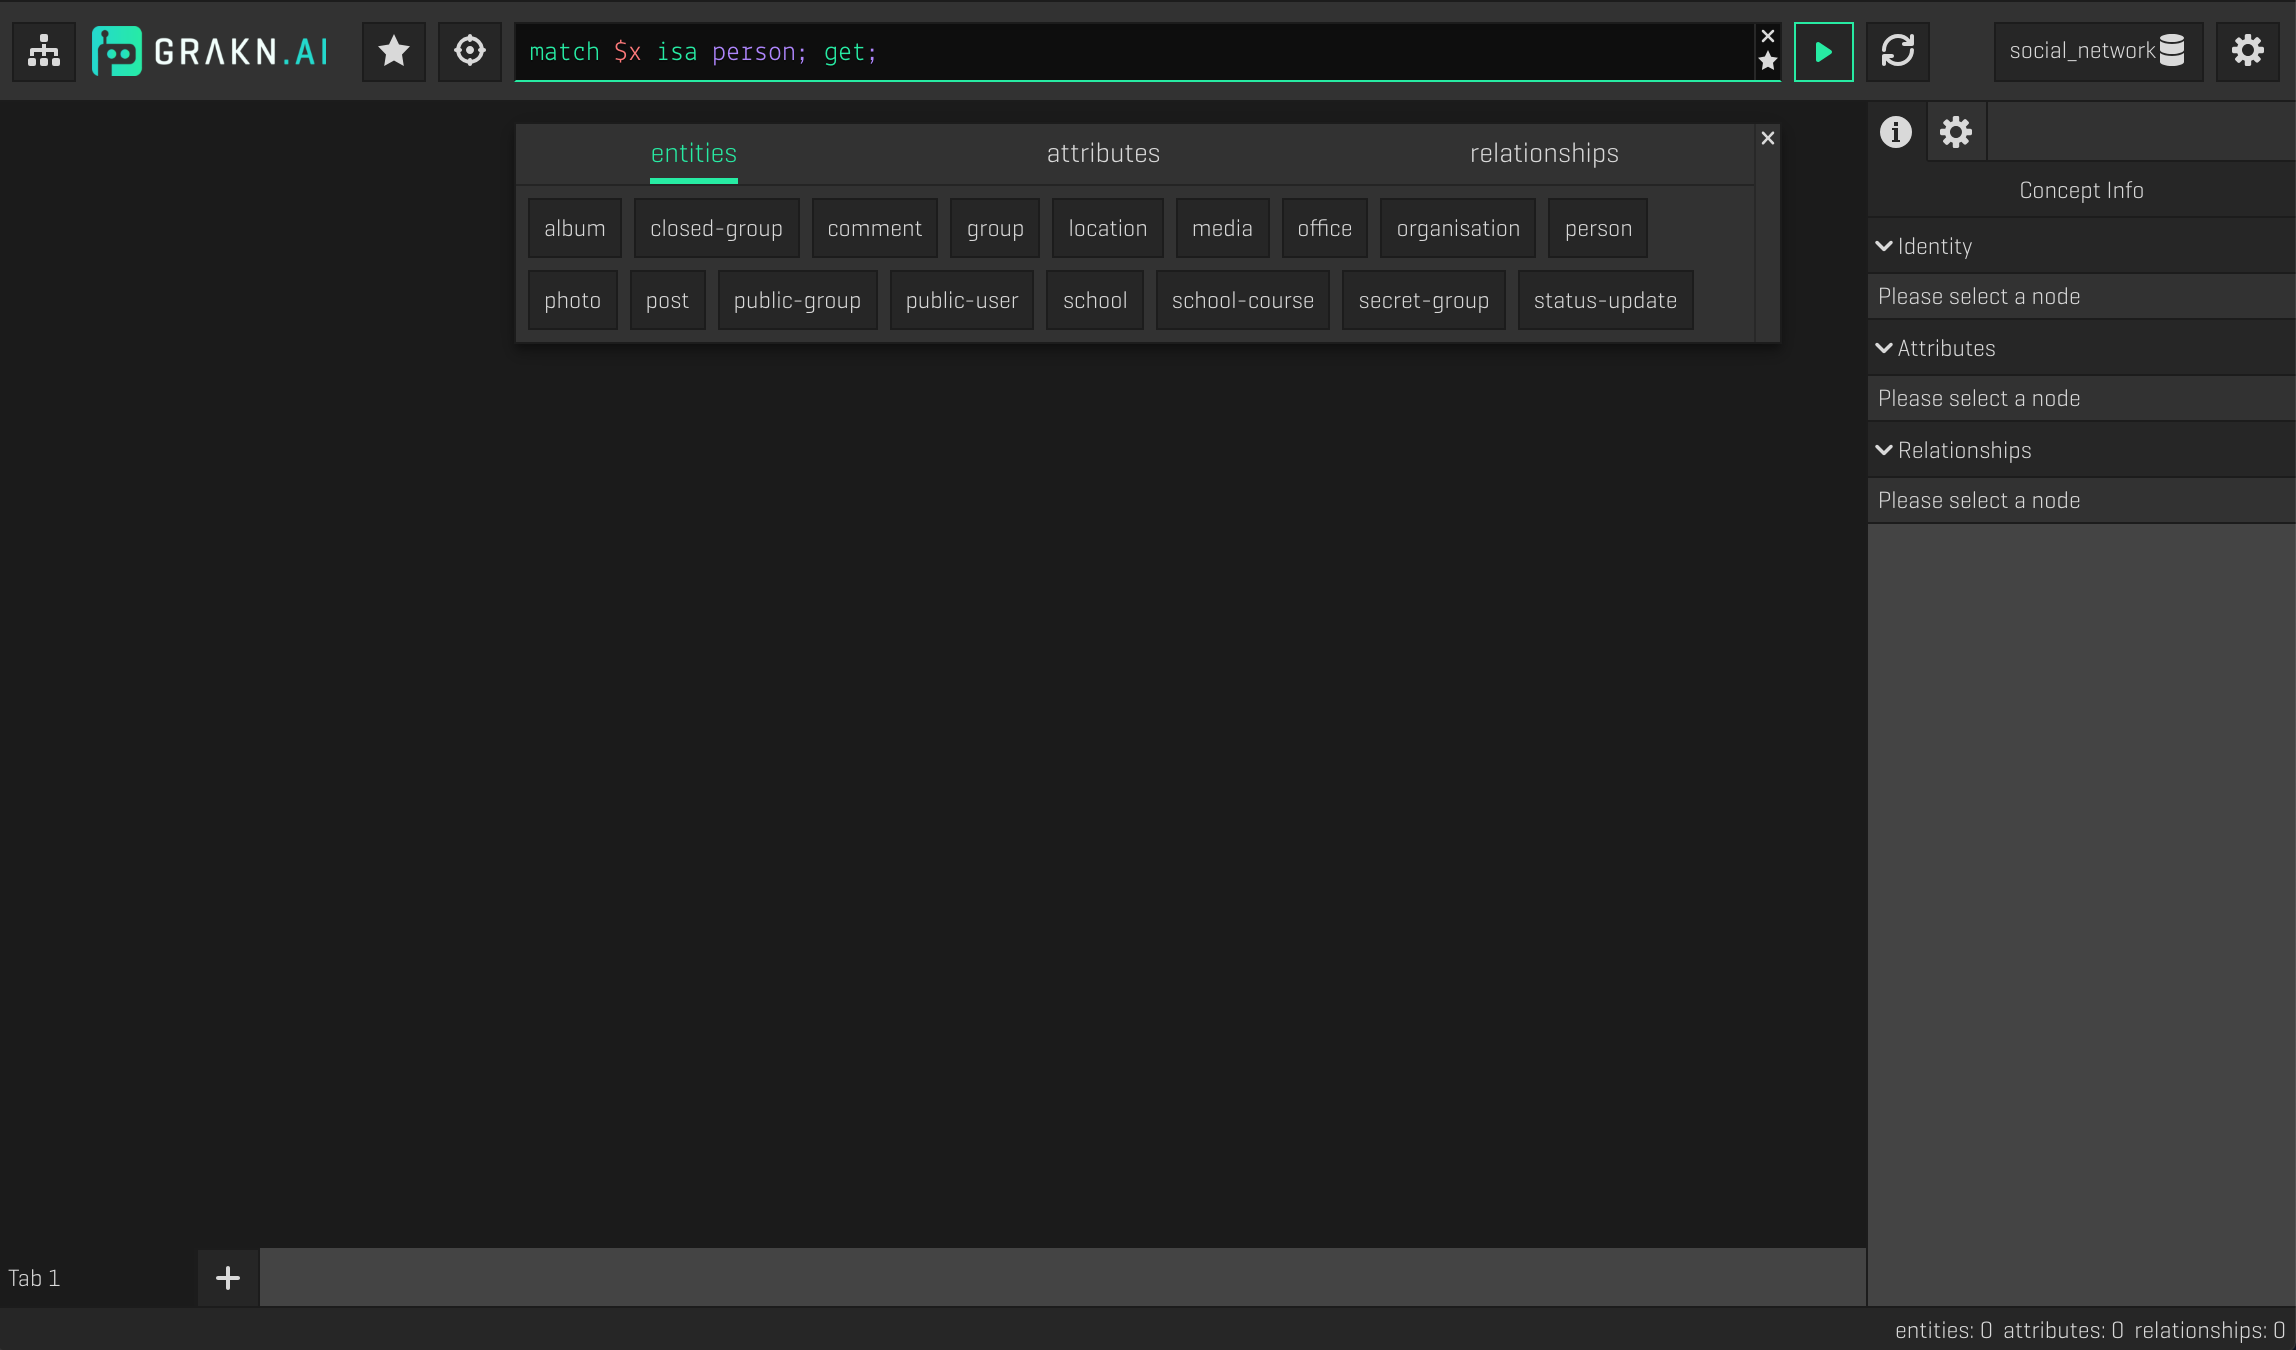 GRAKN.AI
match $x isa person; get;
social_network
entities attributes relationships
album closed-group comment group location media office organisation person
photo post public-group public-user school school-course secret-group status-update
Concept Info
Identity
Please select a node
Attributes
Please select a node
Relationships
Please select a node
Tab 1
entities: 0 attributes: 0 relationships: 0